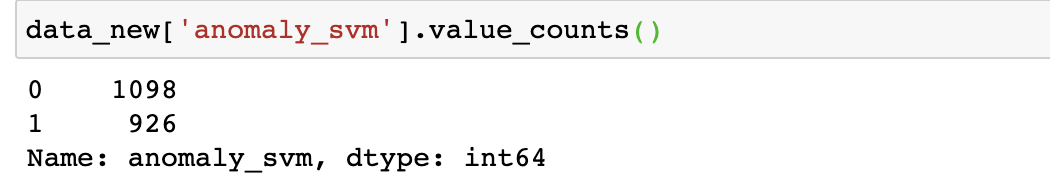 data_new['anomaly_svm'].value_counts()
0    1098
1     926
Name: anomaly_svm, dtype: int64